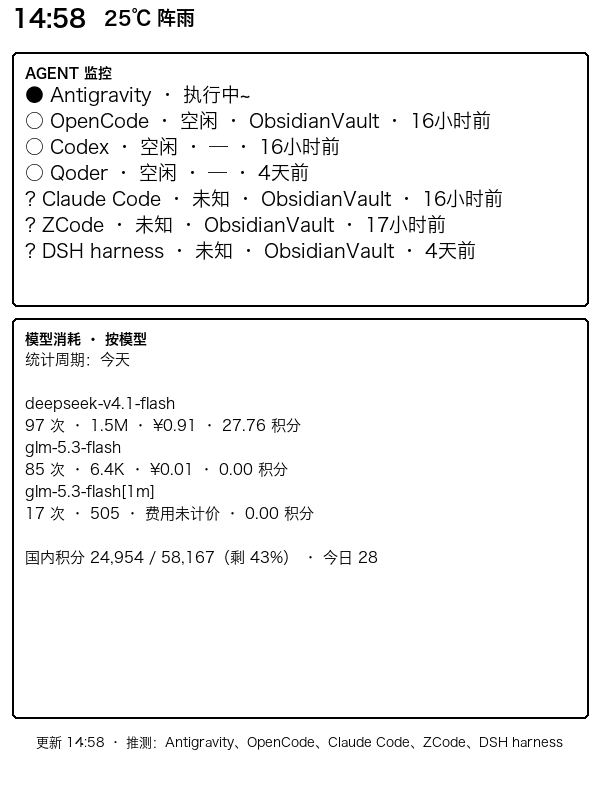 14:58 25℃ 阵雨
AGENT 监控
● Antigravity · 执行中~
○ OpenCode · 空闲 · ObsidianVault · 16小时前
○ Codex · 空闲 · — · 16小时前
○ Qoder · 空闲 · — · 4天前
? Claude Code · 未知 · ObsidianVault · 16小时前
? ZCode · 未知 · ObsidianVault · 17小时前
? DSH harness · 未知 · ObsidianVault · 4天前
模型消耗 · 按模型
统计周期: 今天
deepseek-v4.1-flash
97 次 · 1.5M · ¥0.91 · 27.76 积分
glm-5.3-flash
85 次 · 6.4K · ¥0.01 · 0.00 积分
glm-5.3-flash[1m]
17 次 · 505 · 费用未计价 · 0.00 积分
国内积分 24,954 / 58,167（剩 43%） · 今日 28
更新 14:58 · 推测: Antigravity、OpenCode、Claude Code、ZCode、DSH harness